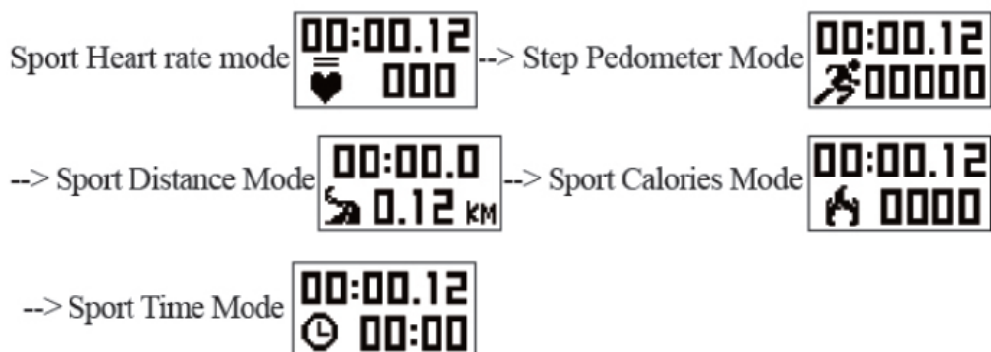 Sport Heart rate mode 00:00.12 000 --> Step Pedometer Mode 00:00.12 00000
--> Sport Distance Mode 00:00.0 0.12 KM --> Sport Calories Mode 00:00.12 0000
--> Sport Time Mode 00:00.12 00:00